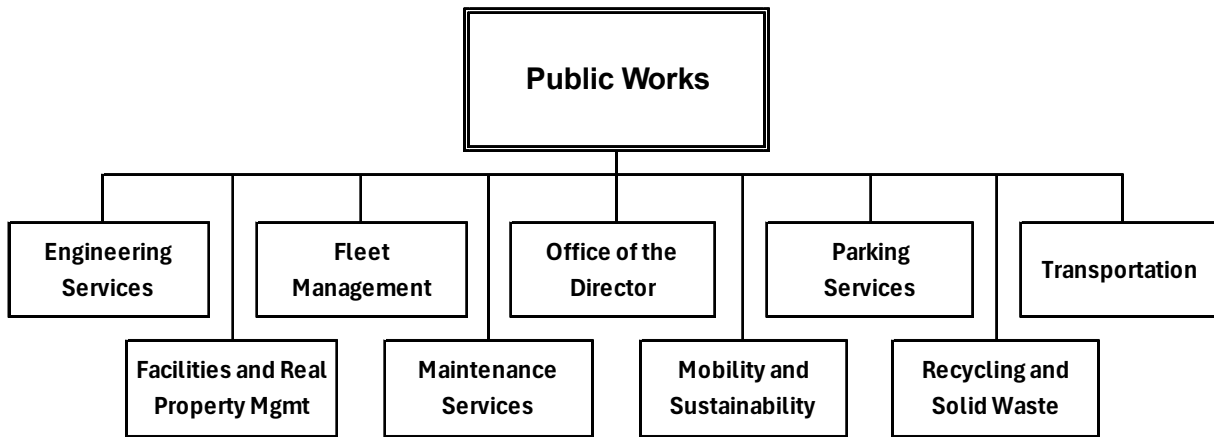 Public Works
Engineering
Services
Fleet
Management
Office of the
Director
Parking
Services
Transportation
Facilities and Real
Property Mgmt
Maintenance
Services
Mobility and
Sustainability
Recycling and
Solid Waste